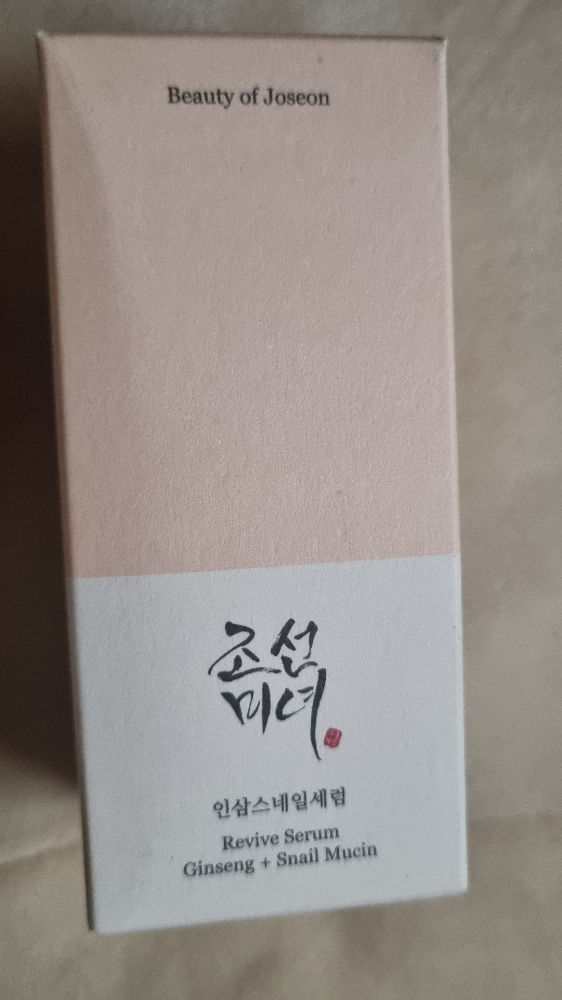 Beauty of Joseon
조선
미녀
인삼스네일세럼
Revive Serum
Ginseng + Snail Mucin